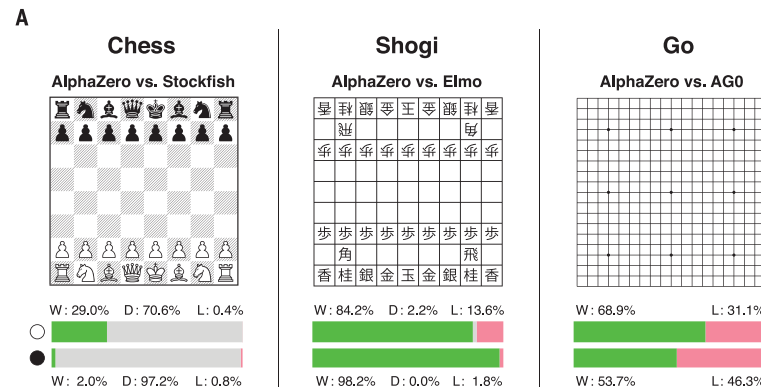 A
Chess
AlphaZero vs. Stockfish
W: 29.0% D: 70.6% L: 0.4%
W: 2.0% D: 97.2% L: 0.8%
Shogi
AlphaZero vs. Elmo
香桂銀金玉金銀桂香
飛角
歩歩歩歩歩歩歩歩歩
歩歩歩歩歩歩歩歩歩
角飛
香桂銀金玉金銀桂香
W: 84.2% D: 2.2% L: 13.6%
W: 98.2% D: 0.0% L: 1.8%
Go
AlphaZero vs. AG0
W: 68.9% L: 31.1%
W: 53.7% L: 46.3%